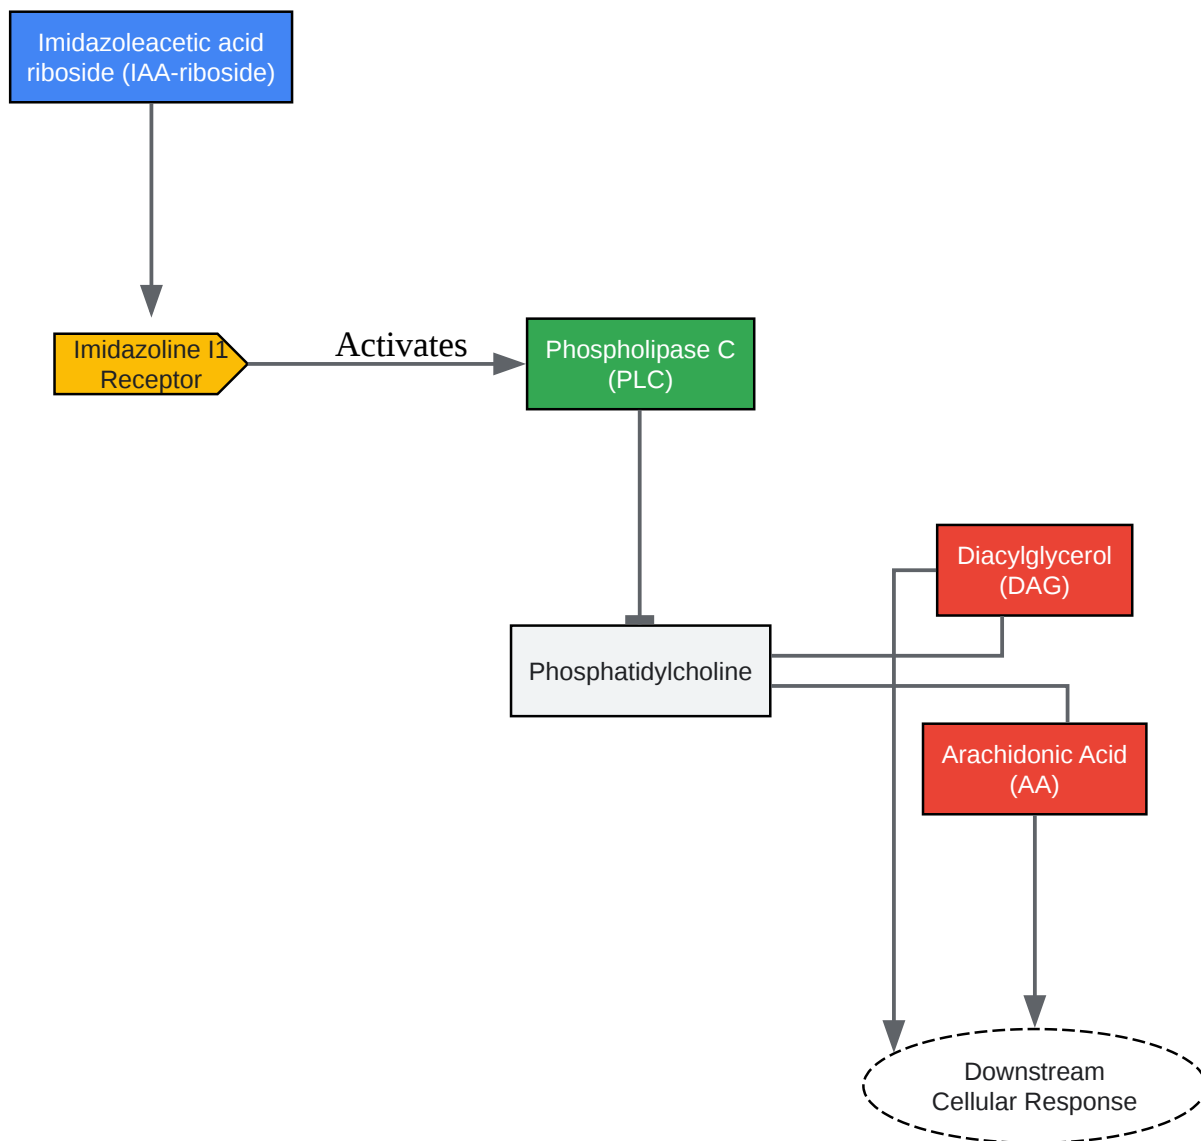 Imidazoleacetic acid
riboside (IAA-riboside)
Imidazoline I1
Receptor
Activates
Phospholipase C
(PLC)
Diacylglycerol
(DAG)
Phosphatidylcholine
Arachidonic Acid
(AA)
Downstream
Cellular Response